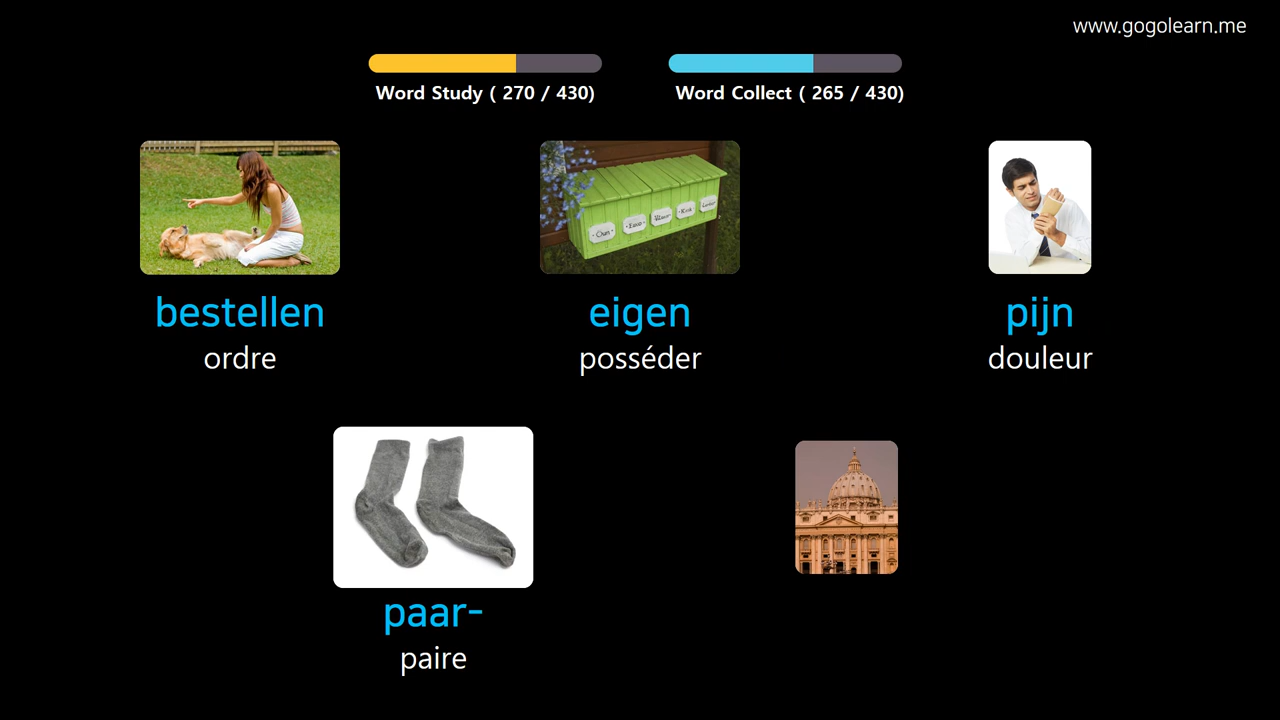 www.gogolearn.me
Word Study ( 270 / 430)
Word Collect ( 265 / 430)
bestellen
ordre
eigen
posséder
pijn
douleur
paar-
paire